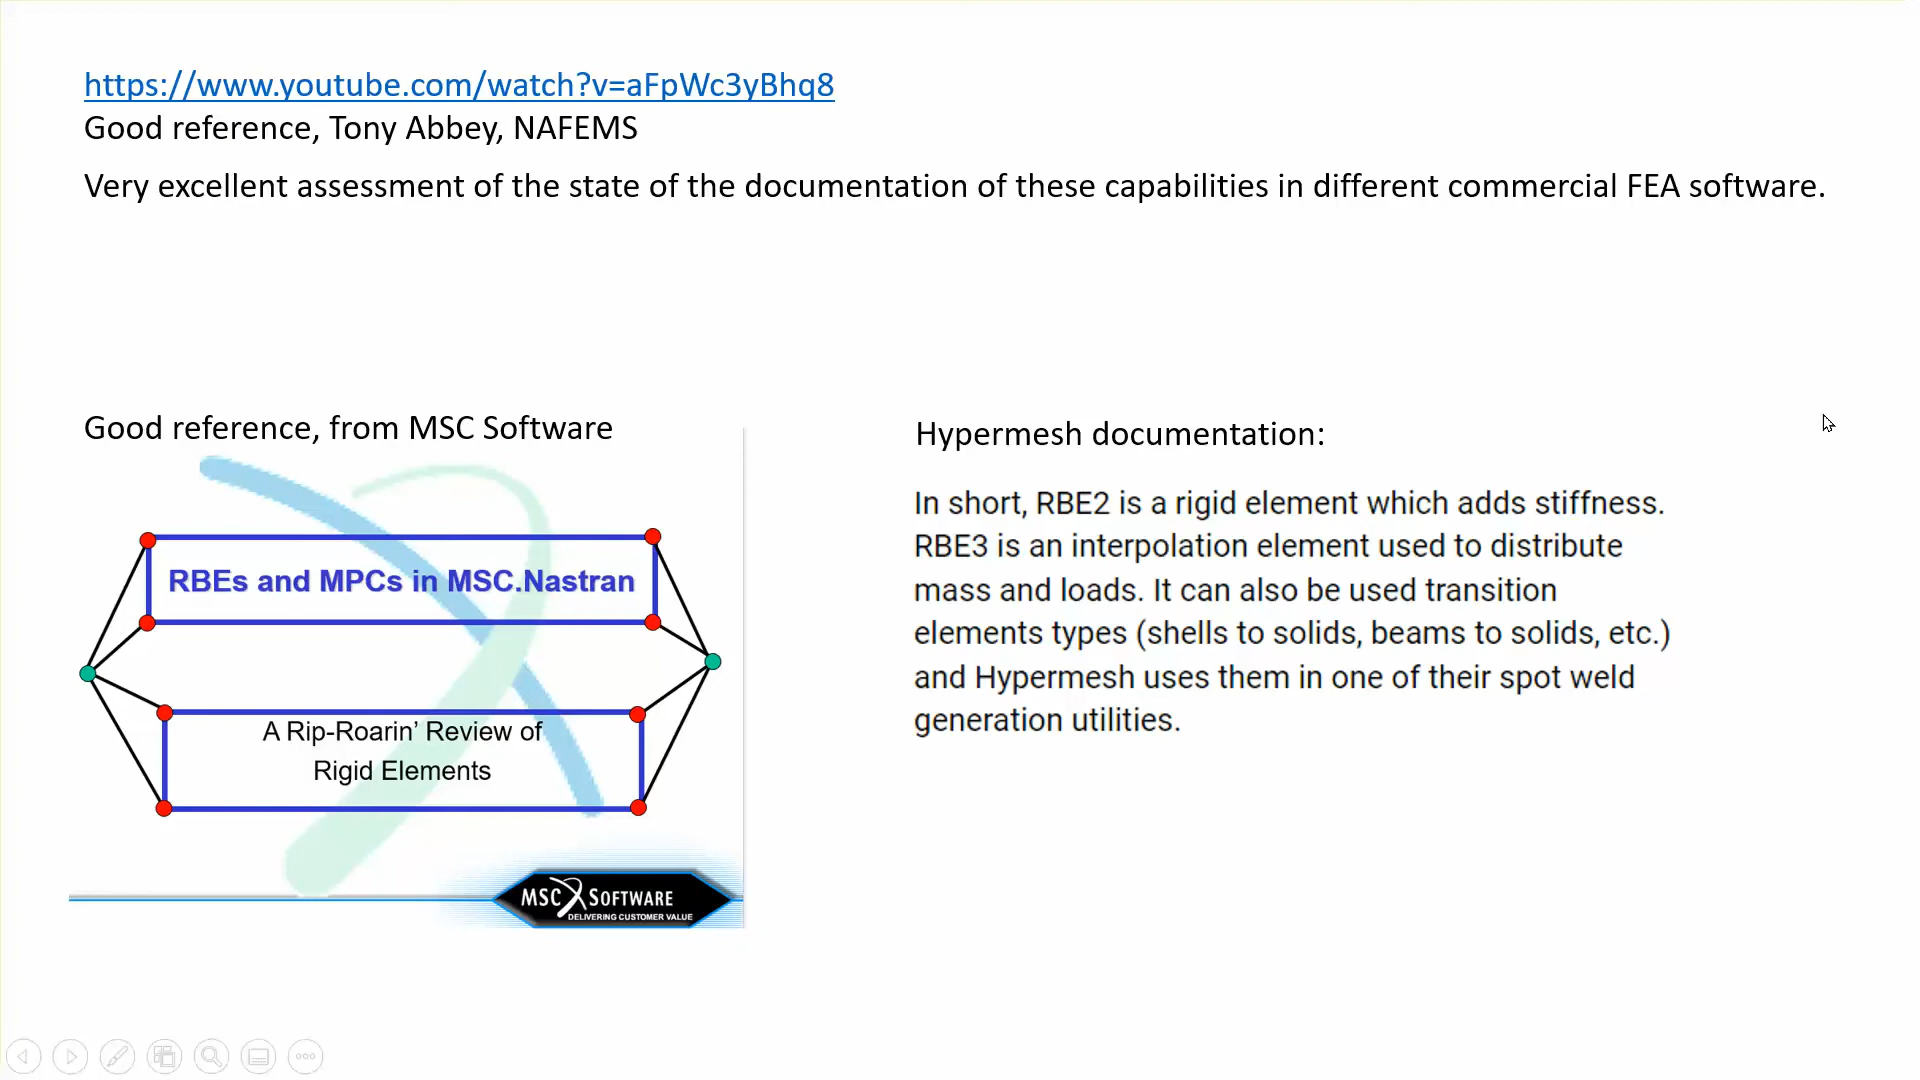 https://www.youtube.com/watch?v=aFpWc3yBhq8
Good reference, Tony Abbey, NAFEMS
Very excellent assessment of the state of the documentation of these capabilities in different commercial FEA software.
Good reference, from MSC Software
RBEs and MPCs in MSC.Nastran
A Rip-Roarin’ Review of
Rigid Elements
MSC SOFTWARE
DELIVERING CUSTOMER VALUE
Hypermesh documentation:
In short, RBE2 is a rigid element which adds stiffness.
RBE3 is an interpolation element used to distribute
mass and loads. It can also be used transition
elements types (shells to solids, beams to solids, etc.)
and Hypermesh uses them in one of their spot weld
generation utilities.